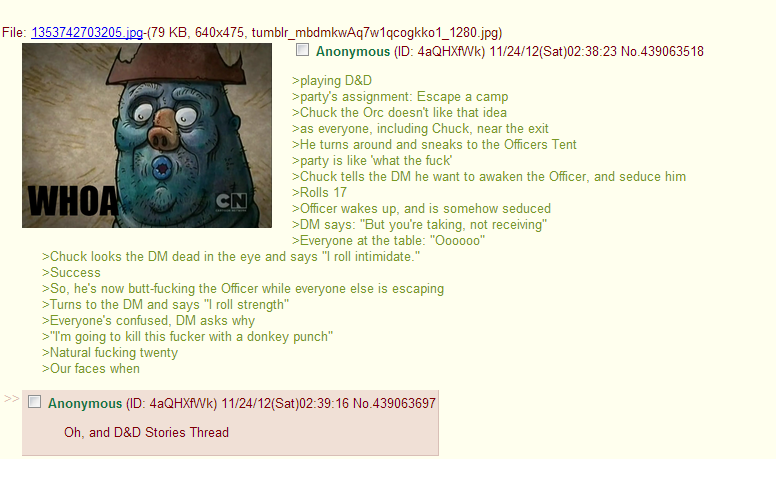 File: 1353742703205.jpg-(79 KB, 640x475, tumblr_mbdmkwAq7w1qcogkko1_1280.jpg)
Anonymous (ID: 4aQHXfWk) 11/24/12(Sat)02:38:23 No.439063518
WHOA
CN
CARTOON NETWORK
>playing D&D
>party's assignment: Escape a camp
>Chuck the Orc doesn't like that idea
>as everyone, including Chuck, near the exit
>He turns around and sneaks to the Officers Tent
>party is like 'what the fuck'
>Chuck tells the DM he want to awaken the Officer, and seduce him
>Rolls 17
>Officer wakes up, and is somehow seduced
>DM says: "But you're taking, not receiving"
>Everyone at the table: "Oooooo"
>Chuck looks the DM dead in the eye and says "I roll intimidate."
>Success
>So, he's now butt-fucking the Officer while everyone else is escaping
>Turns to the DM and says "I roll strength"
>Everyone's confused, DM asks why
>"I'm going to kill this fucker with a donkey punch"
>Natural fucking twenty
>Our faces when
>> Anonymous (ID: 4aQHXfWk) 11/24/12(Sat)02:39:16 No.439063697
Oh, and D&D Stories Thread